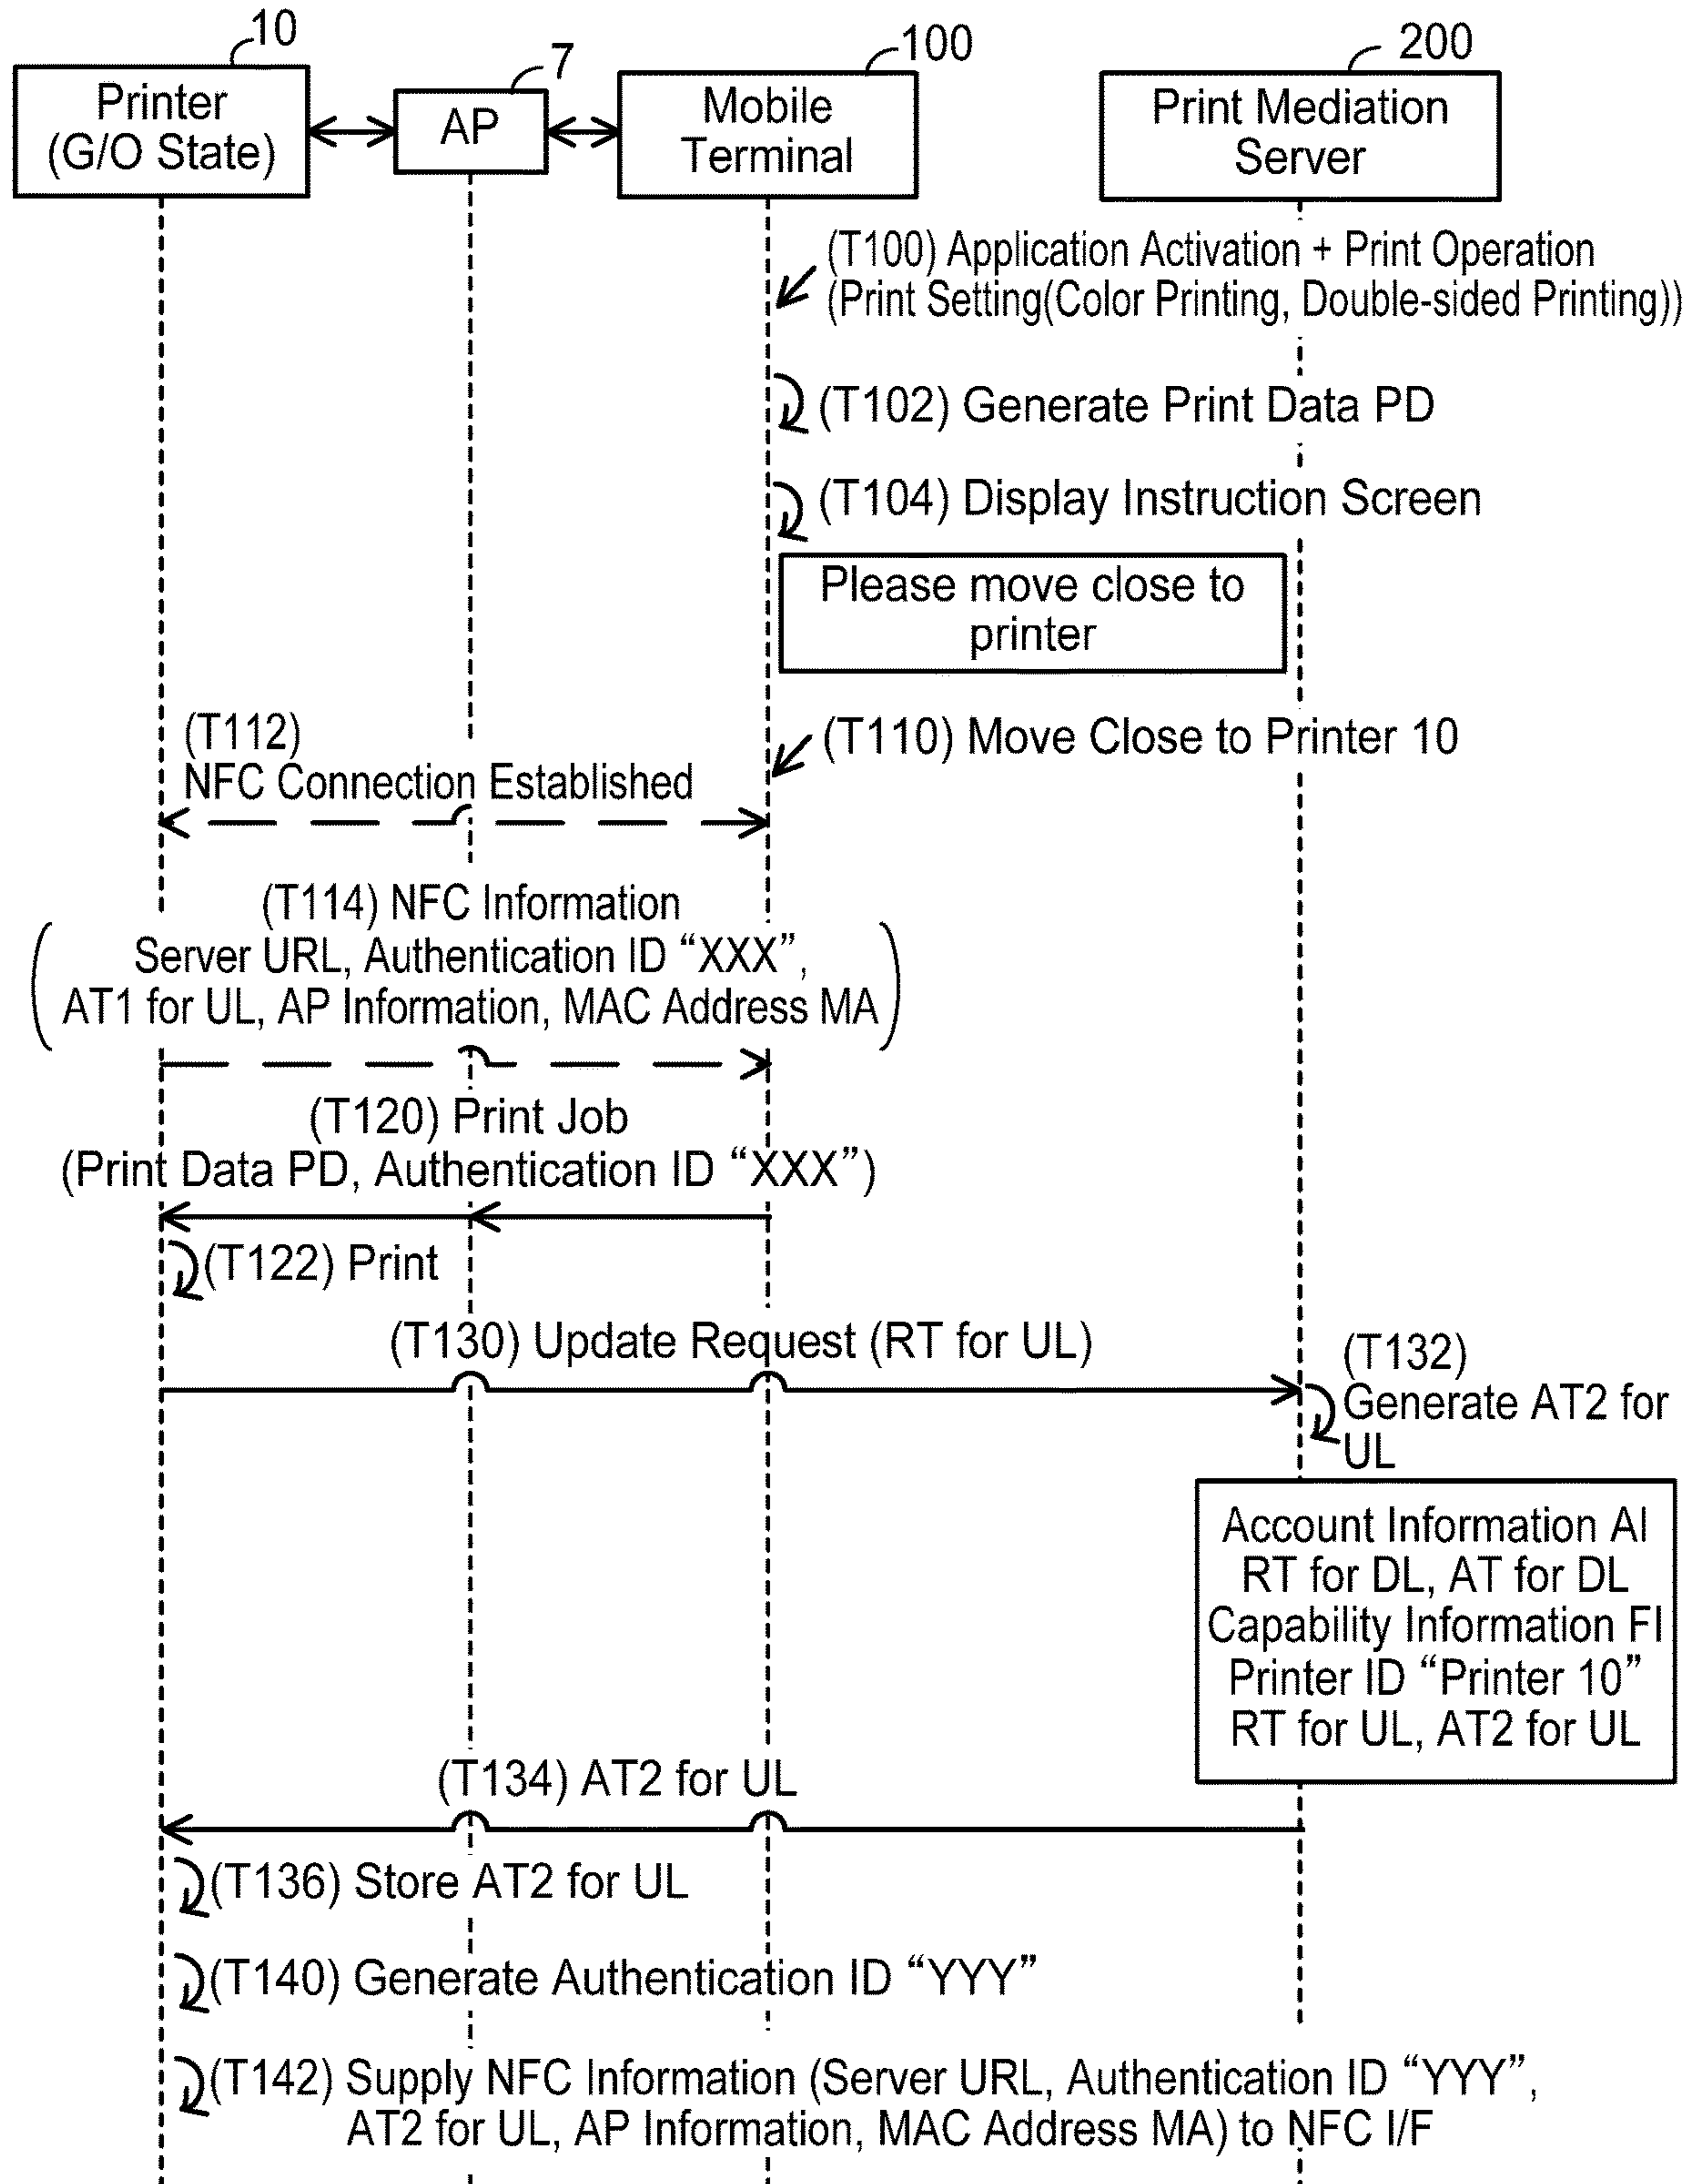 10
7
100
200
Printer
(G/O State)
AP
Mobile
Terminal
Print Mediation
Server
(T100) Application Activation + Print Operation
(Print Setting(Color Printing, Double-sided Printing))
(T102) Generate Print Data PD
(T104) Display Instruction Screen
Please move close to
printer
(T110) Move Close to Printer 10
(T112)
NFC Connection Established
(T114) NFC Information
Server URL, Authentication ID “XXX”,
AT1 for UL, AP Information, MAC Address MA
(T120) Print Job
(Print Data PD, Authentication ID “XXX”)
(T122) Print
(T130) Update Request (RT for UL)
(T132)
Generate AT2 for
UL
Account Information AI
RT for DL, AT for DL
Capability Information FI
Printer ID “Printer 10”
RT for UL, AT2 for UL
(T134) AT2 for UL
(T136) Store AT2 for UL
(T140) Generate Authentication ID “YYY”
(T142) Supply NFC Information (Server URL, Authentication ID “YYY”,
AT2 for UL, AP Information, MAC Address MA) to NFC I/F